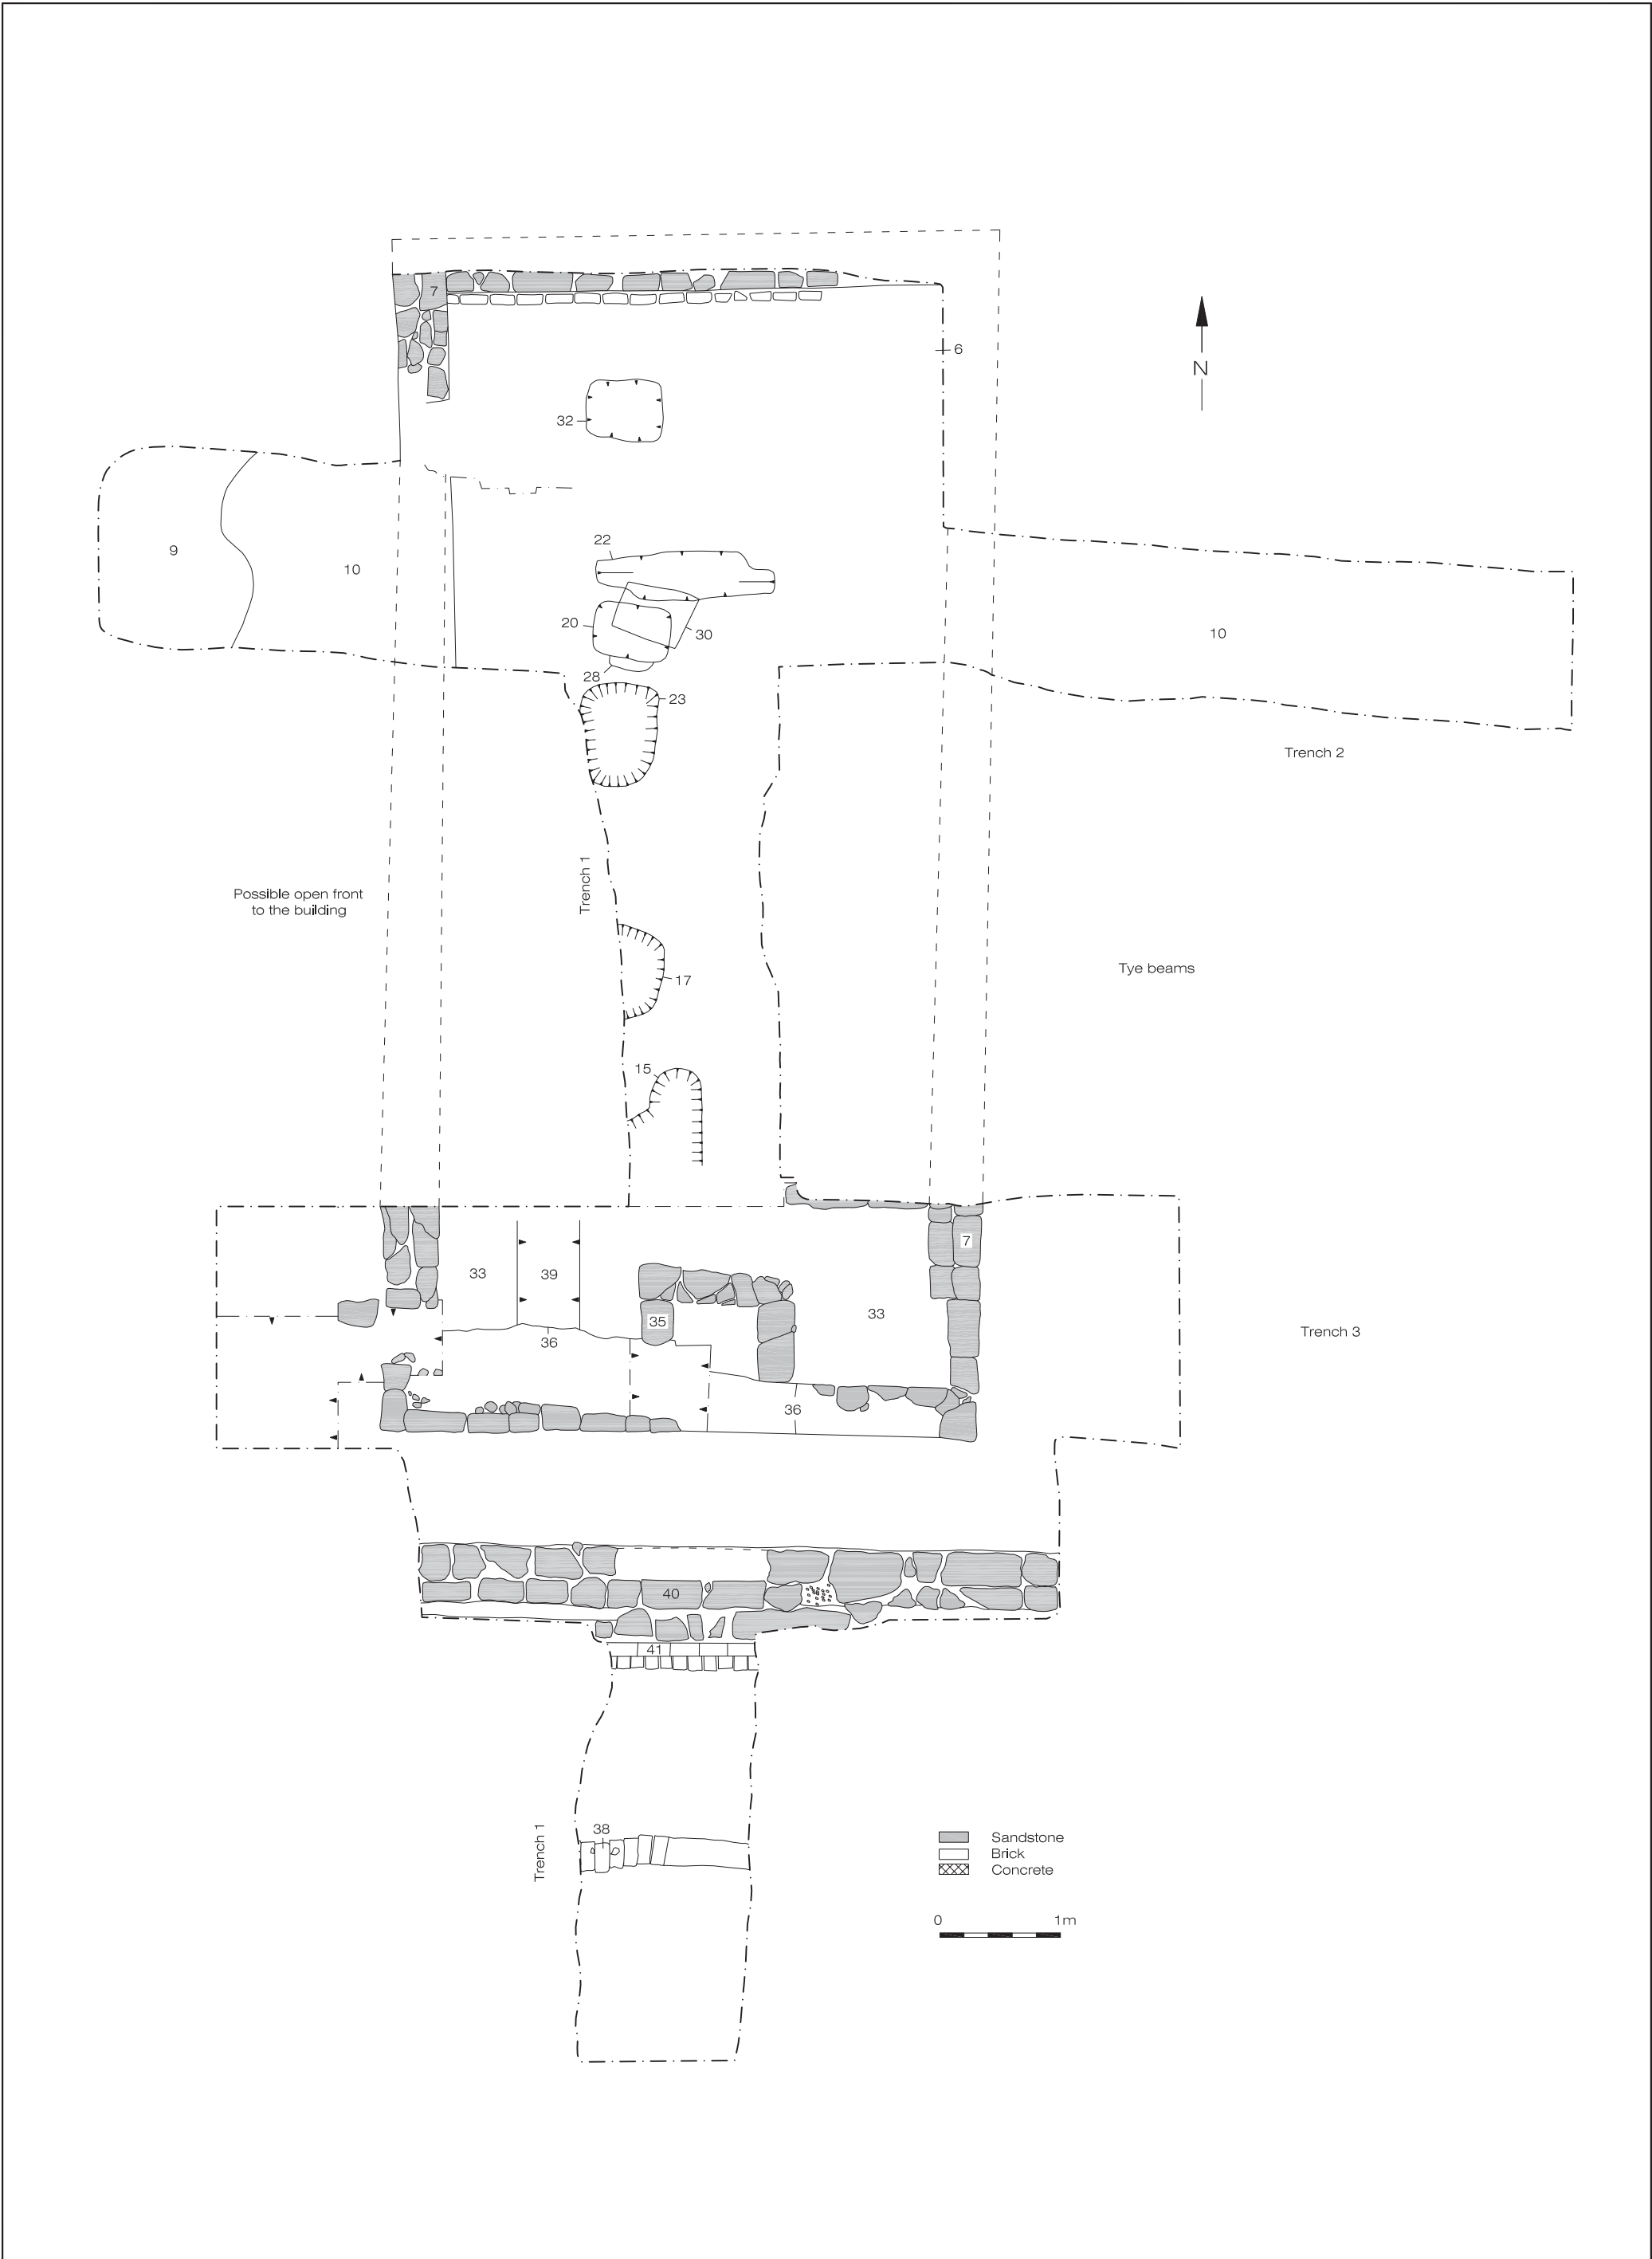 7
6
N
32
9
10
22
20
30
10
28
23
Trench 2
Trench 1
Possible open front
to the building
Tye beams
17
15
7
33
39
33
35
36
Trench 3
36
40
41
38
Trench 1
Sandstone
Brick
Concrete
0 1m